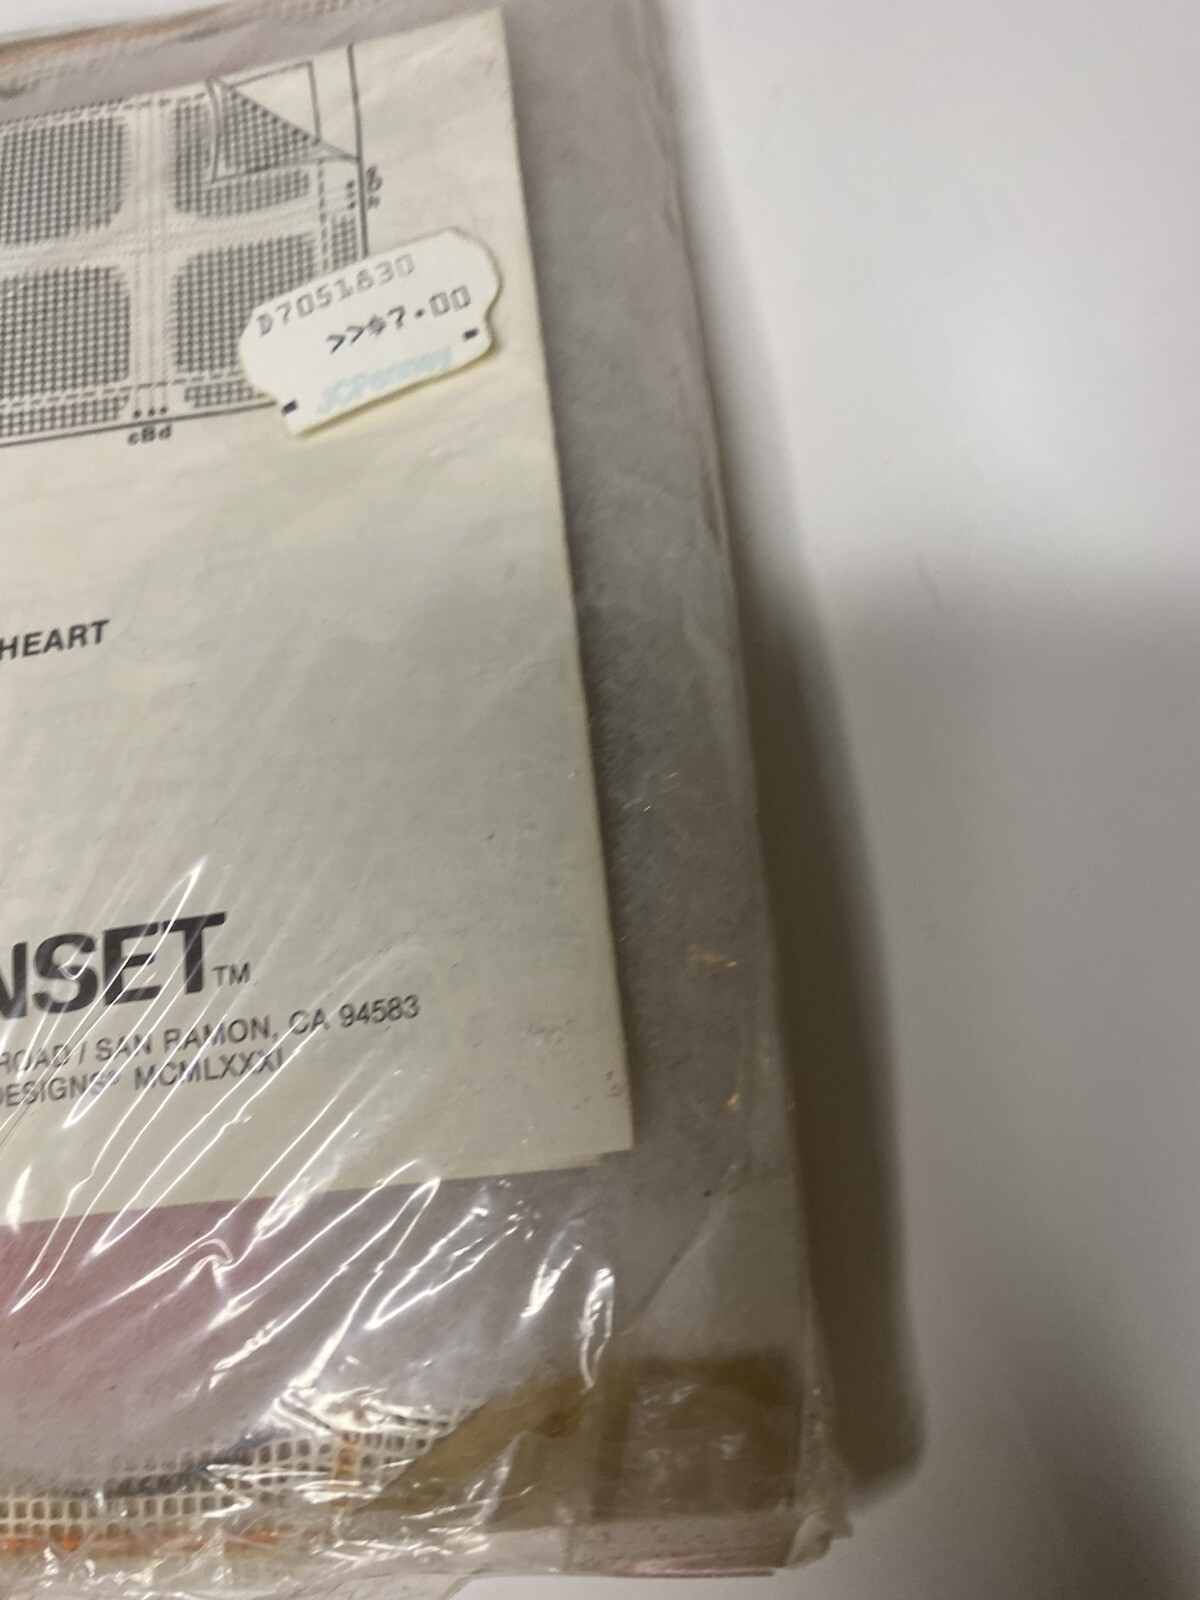 D7051830
>>$7.00
JCPenney
cBd
HEART
NSET™
ROAD / SAN RAMON, CA 94583
DESIGNS® MCMLXXXI